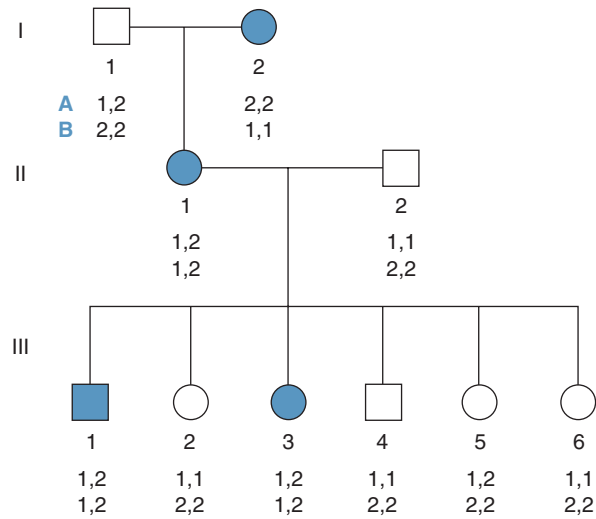 I
1 2
A 1,2 2,2
B 2,2 1,1
II
1 2
1,2 1,1
1,2 2,2
III
1 2 3 4 5 6
1,2 1,1 1,2 1,1 1,2 1,1
1,2 2,2 1,2 2,2 2,2 2,2